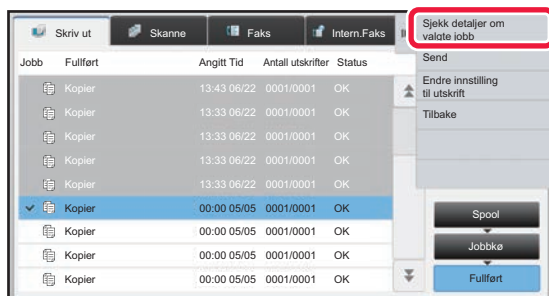 Skriv ut Skanne Faks Intern.Faks
Sjekk detaljer om
valgte jobb
Send
Endre innstilling
til utskrift
Tilbake
Jobb Fullført Angitt Tid Antall utskrifter Status
Kopier 13:43 06/22 0001/0001 OK
Kopier 13:33 06/22 0001/0001 OK
Kopier 13:33 06/22 0001/0001 OK
Kopier 13:33 06/22 0001/0001 OK
Kopier 13:33 06/22 0001/0001 OK
Kopier 00:00 05/05 0001/0001 OK
Kopier 00:00 05/05 0001/0001 OK
Kopier 00:00 05/05 0001/0001 OK
Kopier 00:00 05/05 0001/0001 OK
Spool
Jobbkø
Fullført